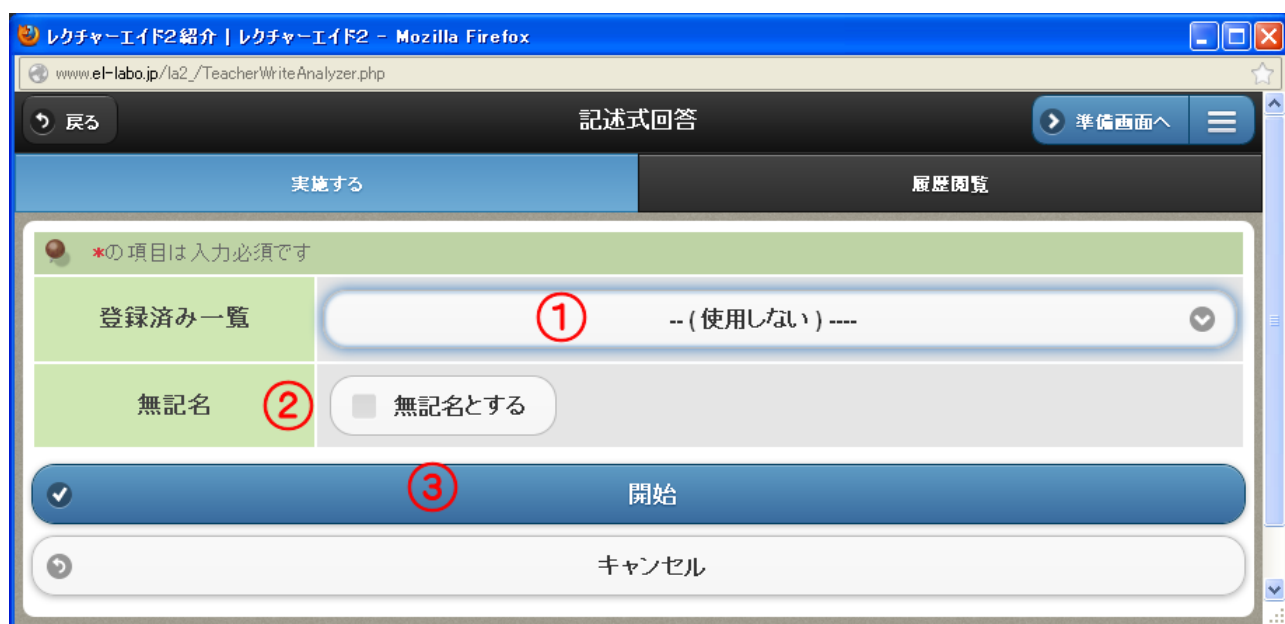 レクチャーエイド2紹介 | レクチャーエイド2 - Mozilla Firefox
www.el-labo.jp/la2_/TeacherWriteAnalyzer.php
戻る 記述式回答 準備画面へ
実施する 履歴閲覧
*の項目は入力必須です
登録済み一覧 ① -- ( 使用しない ) ----
無記名 ② 無記名とする
③ 開始
キャンセル